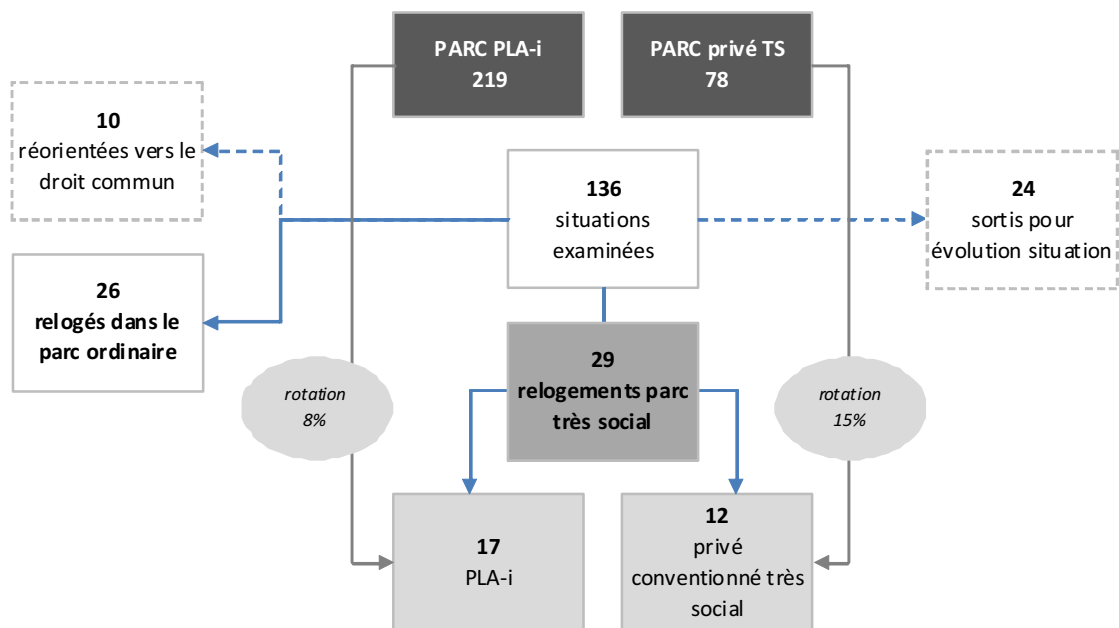 PARC PLA-i
219
PARC privé TS
78
10
réorientées vers le
droit commun
136
situations
examinées
24
sortis pour
évolution situation
26
relogés dans le
parc ordinaire
29
relogements parc
très social
rotation
8%
rotation
15%
17
PLA-i
12
privé
conventionné très
social